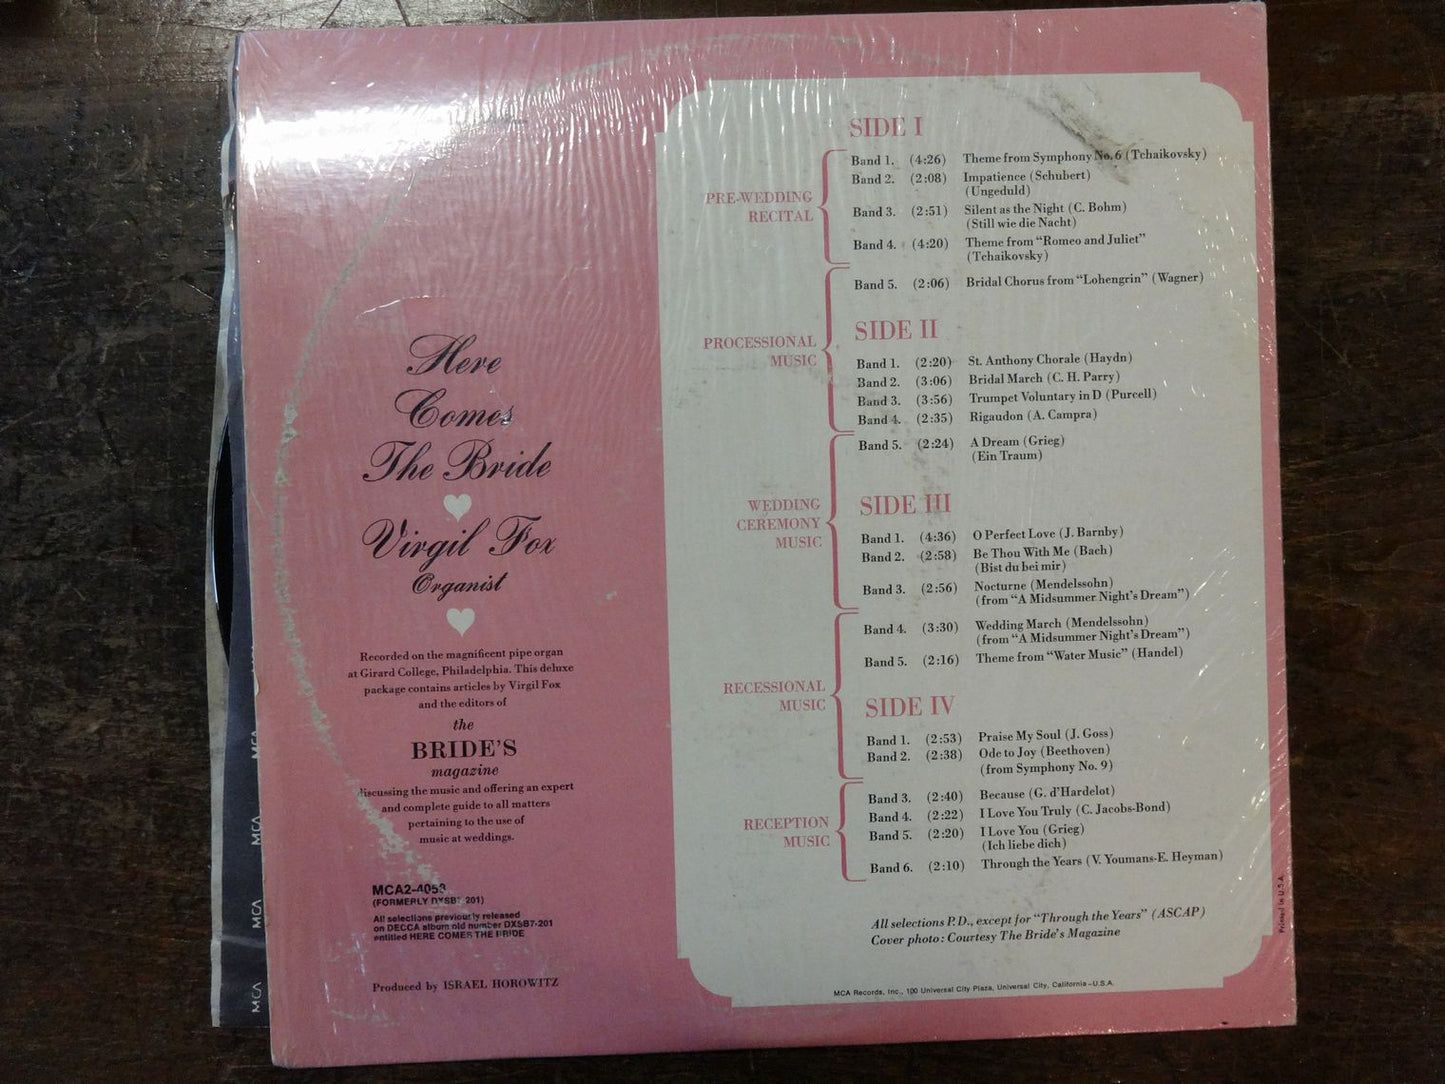 Here
Comes
The Bride
Virgil Fox
Organist
Recorded on the magnificent pipe organ
at Girard College, Philadelphia. This deluxe
package contains articles by Virgil Fox
and the editors of
the
BRIDE'S
magazine
discussing the music and offering an expert
and complete guide to all matters
pertaining to the use of
music at weddings.
MCA2-4059
(FORMERLY DXSB7 201)
All selections previously released
on DECCA album old number DXSB7-201
entitled HERE COMES THE BRIDE
Produced by ISRAEL HOROWITZ
SIDE I
PRE-WEDDING
RECITAL
Band 1. (4:26) Theme from Symphony No. 6 (Tchaikovsky)
Band 2. (2:08) Impatience (Schubert)
(Ungeduld)
Band 3. (2:51) Silent as the Night (C. Bohm)
(Still wie die Nacht)
Band 4. (4:20) Theme from "Romeo and Juliet"
(Tchaikovsky)
PROCESSIONAL
MUSIC
Band 5. (2:06) Bridal Chorus from "Lohengrin" (Wagner)
SIDE II
Band 1. (2:20) St. Anthony Chorale (Haydn)
Band 2. (3:06) Bridal March (C. H. Parry)
Band 3. (3:56) Trumpet Voluntary in D (Purcell)
Band 4. (2:35) Rigaudon (A. Campra)
WEDDING
CEREMONY
MUSIC
Band 5. (2:24) A Dream (Grieg)
(Ein Traum)
SIDE III
Band 1. (4:36) O Perfect Love (J. Barnby)
Band 2. (2:58) Be Thou With Me (Bach)
(Bist du bei mir)
Band 3. (2:56) Nocturne (Mendelssohn)
(from "A Midsummer Night's Dream")
RECESSIONAL
MUSIC
Band 4. (3:30) Wedding March (Mendelssohn)
(from "A Midsummer Night's Dream")
Band 5. (2:16) Theme from "Water Music" (Handel)
SIDE IV
Band 1. (2:53) Praise My Soul (J. Goss)
Band 2. (2:38) Ode to Joy (Beethoven)
(from Symphony No. 9)
RECEPTION
MUSIC
Band 3. (2:40) Because (G. d'Hardelot)
Band 4. (2:22) I Love You Truly (C. Jacobs-Bond)
Band 5. (2:20) I Love You (Grieg)
(Ich liebe dich)
Band 6. (2:10) Through the Years (V. Youmans-E. Heyman)
All selections P.D., except for "Through the Years" (ASCAP)
Cover photo: Courtesy The Bride's Magazine
MCA Records, Inc., 100 Universal City Plaza, Universal City, California–U.S.A.
Printed in U.S.A.
MCA
MCA
MCA
MCA